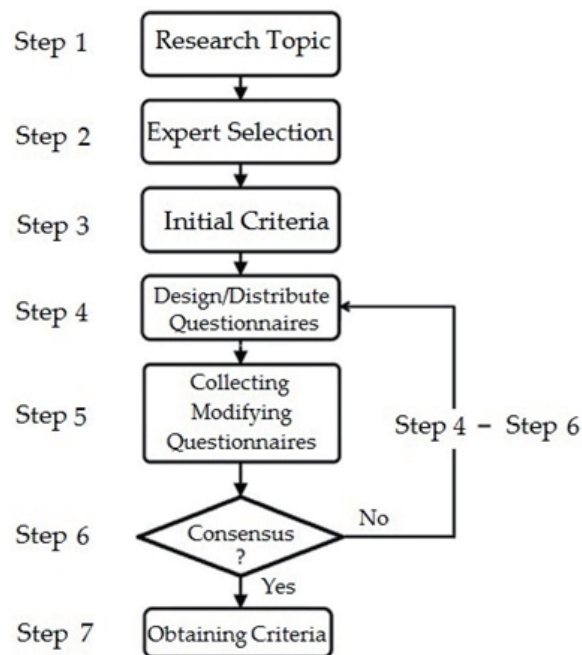 Step 1
Research Topic
Step 2
Expert Selection
Step 3
Initial Criteria
Step 4
Design/Distribute
Questionnaires
Step 5
Collecting
Modifying
Questionnaires
Step 4 – Step 6
Step 6
Consensus
?
No
Yes
Step 7
Obtaining Criteria